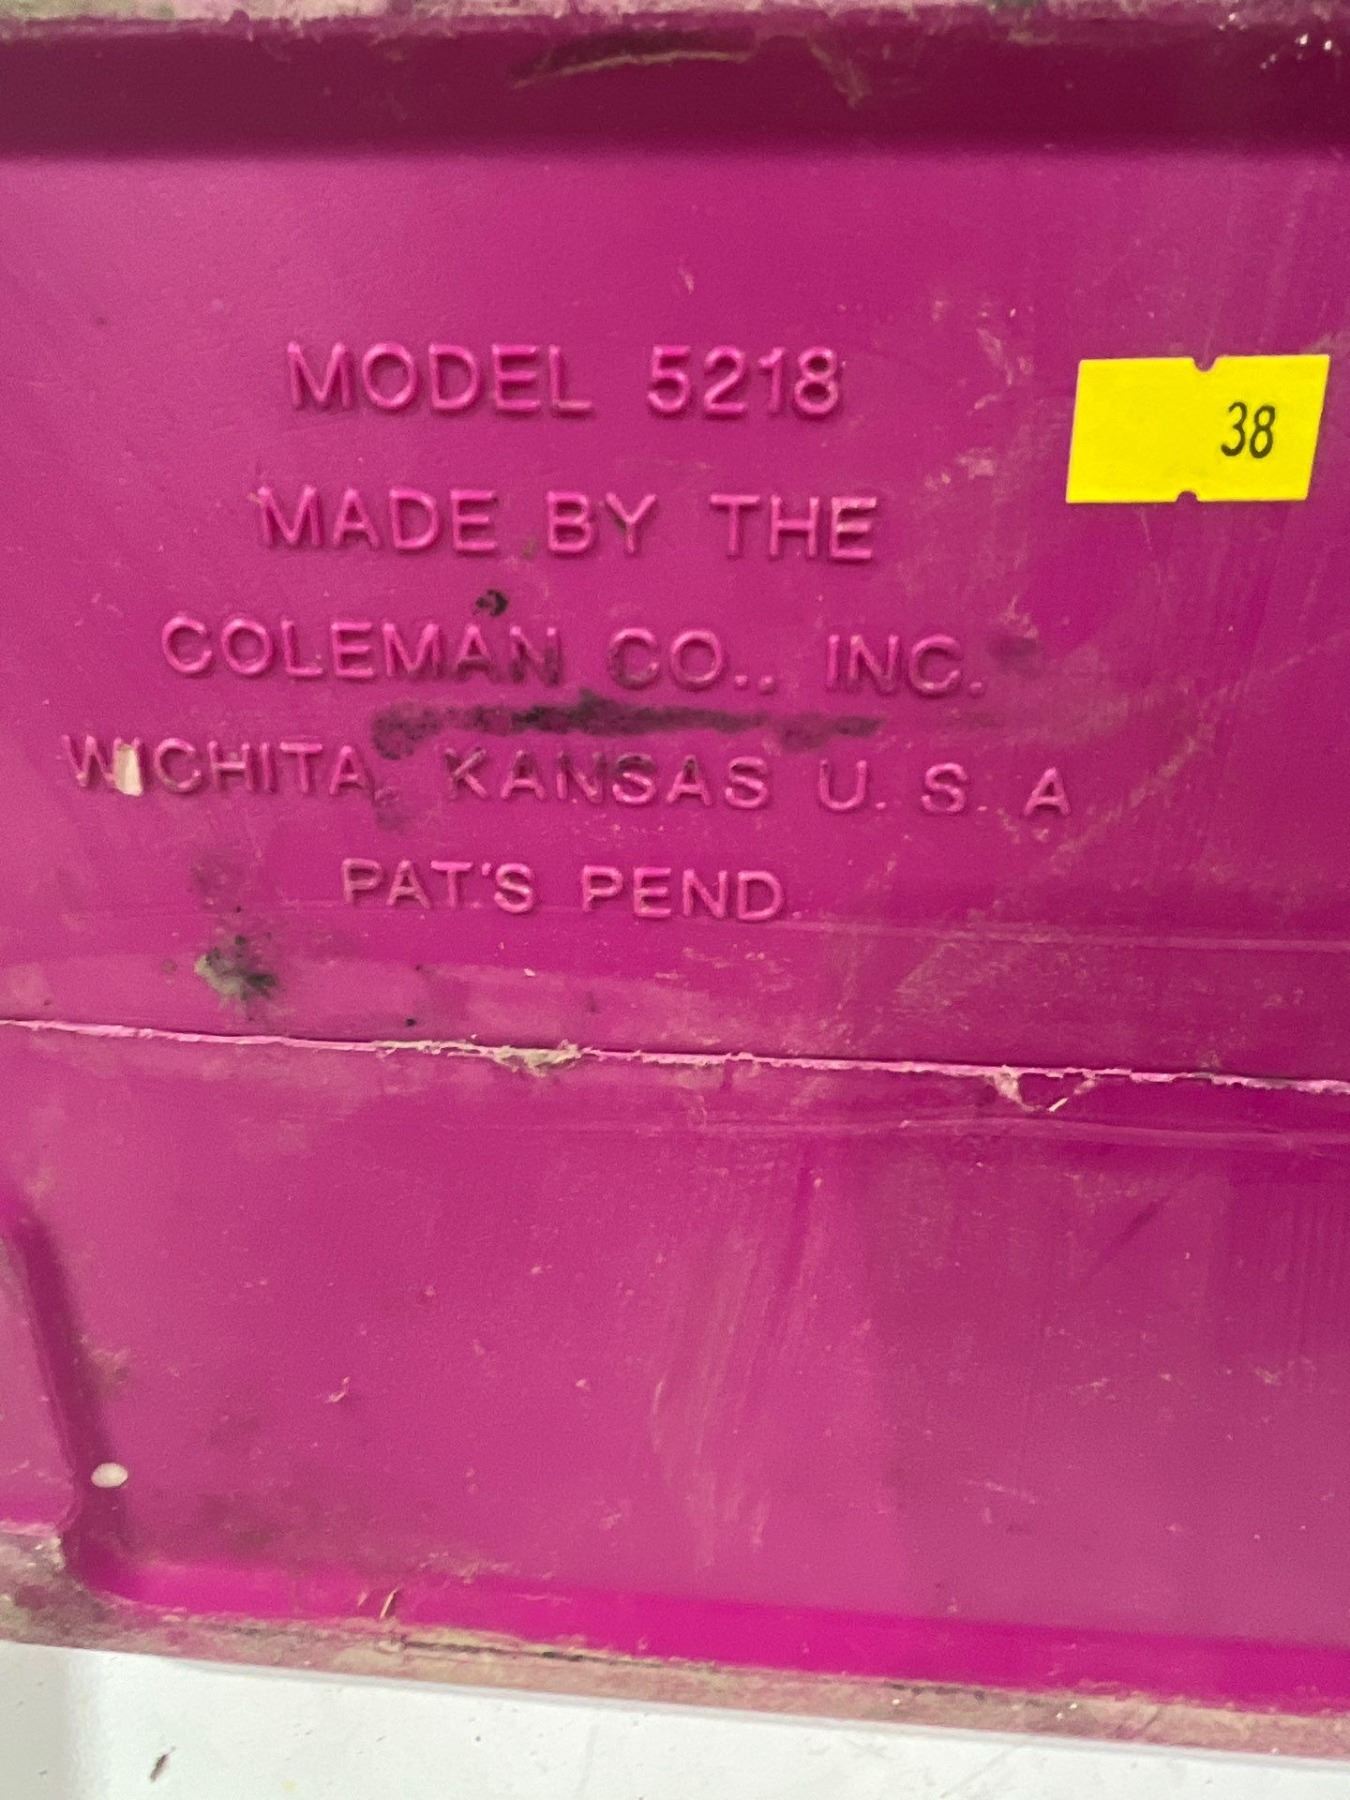 MODEL 5218
38
MADE BY THE
COLEMAN CO., INC.
WICHITA, KANSAS U. S. A
PAT'S PEND.